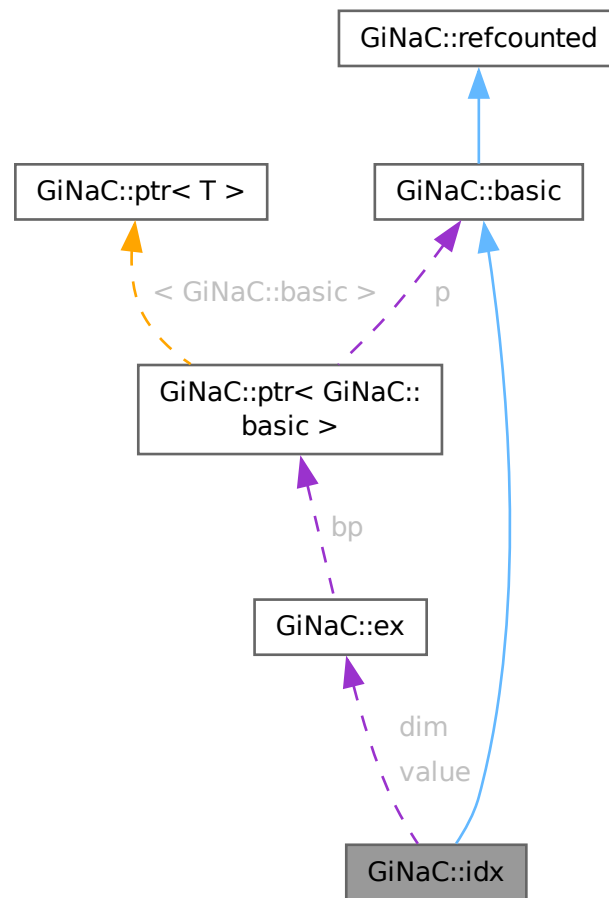 GiNaC::refcounted
GiNaC::ptr< T >
GiNaC::basic
< GiNaC::basic >
p
GiNaC::ptr< GiNaC::
basic >
bp
GiNaC::ex
dim
value
GiNaC::idx